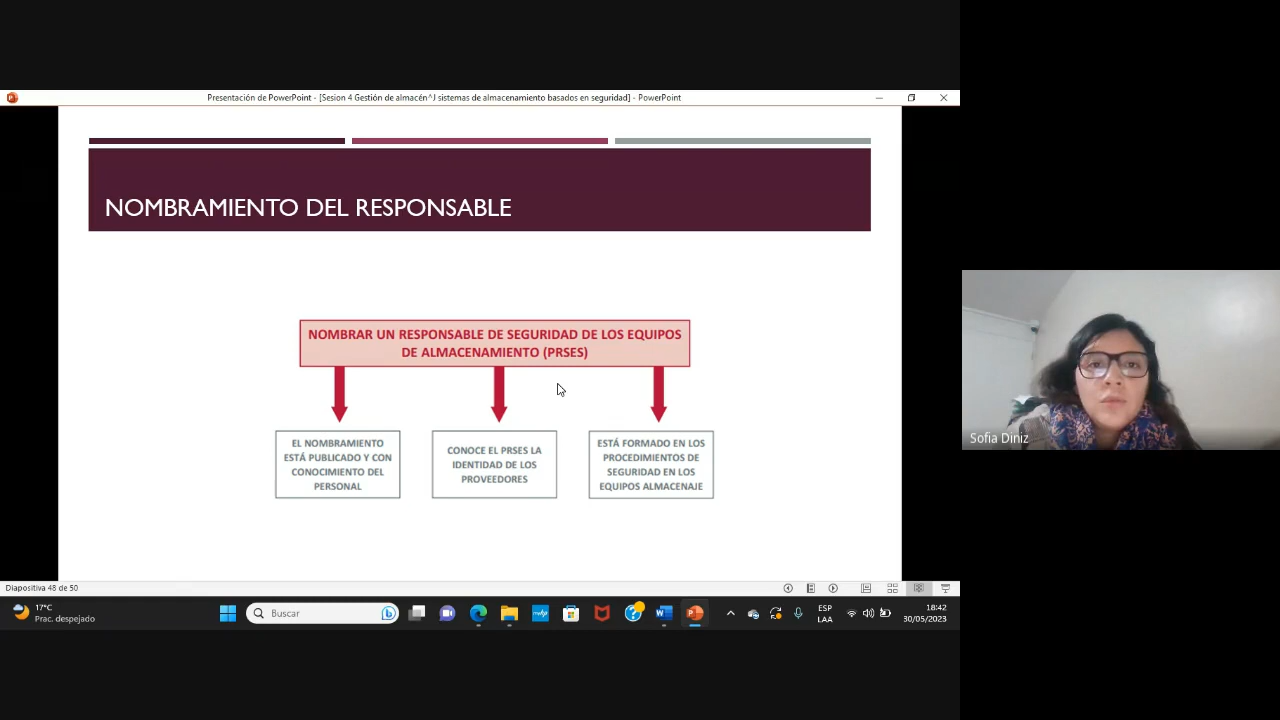 Presentación de PowerPoint - [Sesion 4 Gestión de almacén^J sistemas de almacenamiento basados en seguridad] - PowerPoint
NOMBRAMIENTO DEL RESPONSABLE
NOMBRAR UN RESPONSABLE DE SEGURIDAD DE LOS EQUIPOS
DE ALMACENAMIENTO (PRSES)
EL NOMBRAMIENTO
ESTÁ PUBLICADO Y CON
CONOCIMIENTO DEL
PERSONAL
CONOCE EL PRSES LA
IDENTIDAD DE LOS
PROVEEDORES
ESTÁ FORMADO EN LOS
PROCEDIMIENTOS DE
SEGURIDAD EN LOS
EQUIPOS ALMACENAJE
Sofia Diniz
Diapositiva 48 de 50
17°C
Prac. despejado
Buscar
ESP
LAA
18:42
30/05/2023